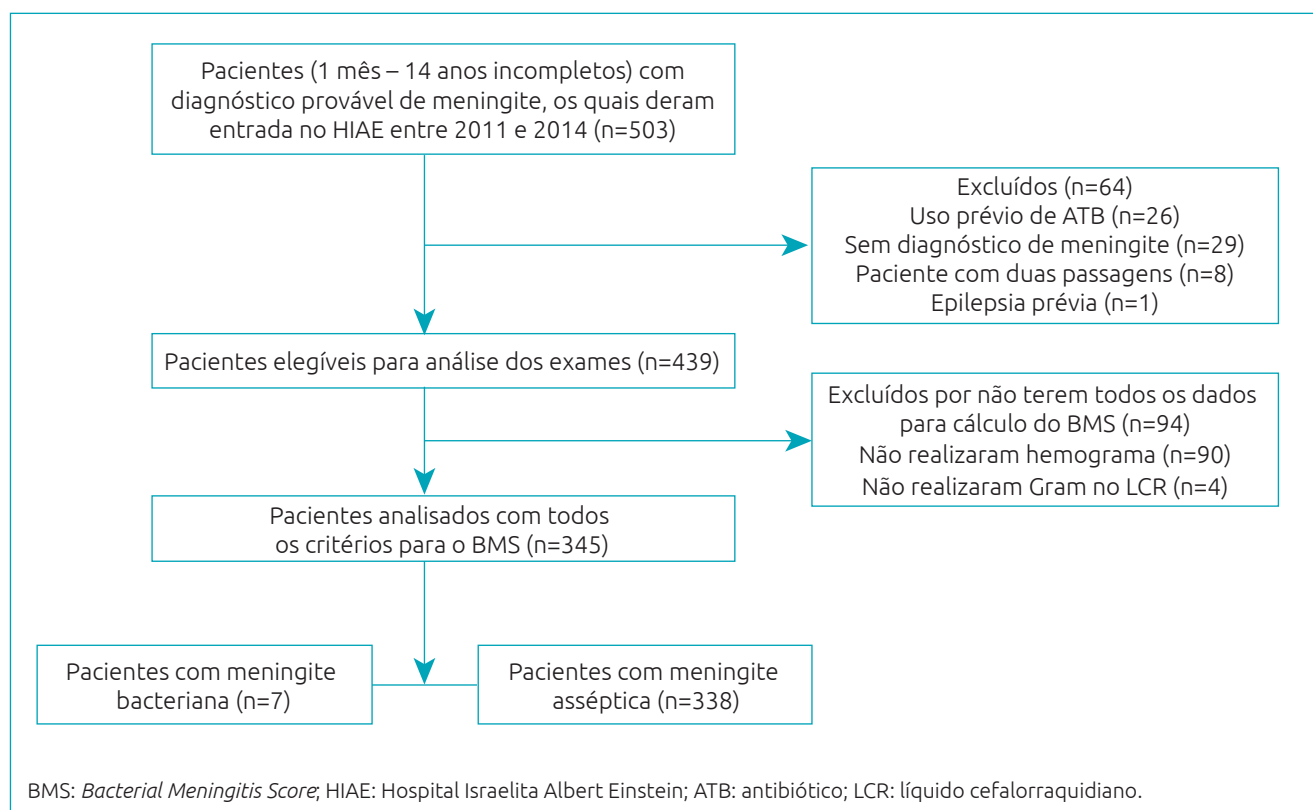 Pacientes (1 mês – 14 anos incompletos) com
diagnóstico provável de meningite, os quais deram
entrada no HIAE entre 2011 e 2014 (n=503)
Excluídos (n=64)
Uso prévio de ATB (n=26)
Sem diagnóstico de meningite (n=29)
Paciente com duas passagens (n=8)
Epilepsia prévia (n=1)
Pacientes elegíveis para análise dos exames (n=439)
Excluídos por não terem todos os dados
para cálculo do BMS (n=94)
Não realizaram hemograma (n=90)
Não realizaram Gram no LCR (n=4)
Pacientes analisados com todos
os critérios para o BMS (n=345)
Pacientes com meningite
bacteriana (n=7)
Pacientes com meningite
asséptica (n=338)
BMS: Bacterial Meningitis Score; HIAE: Hospital Israelita Albert Einstein; ATB: antibiótico; LCR: líquido cefalorraquidiano.